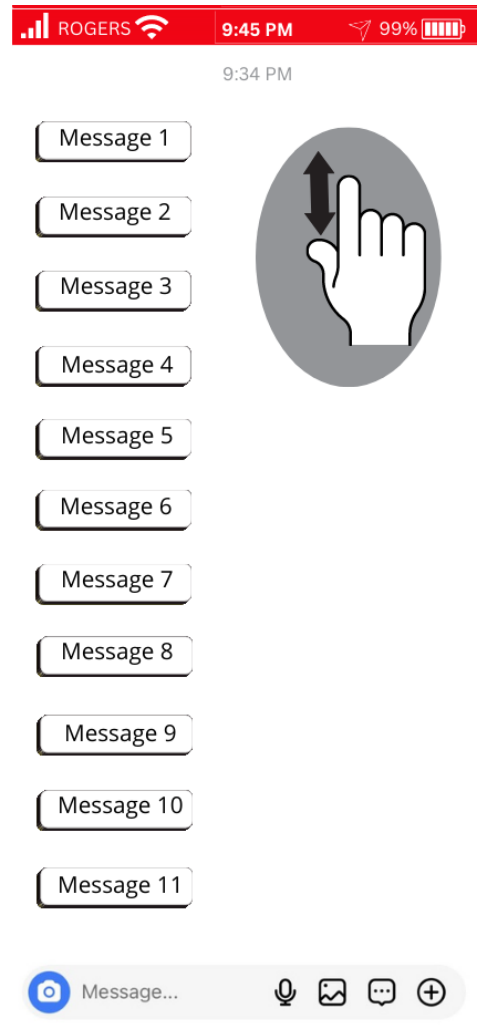 ROGERS 9:45 PM 99%
9:34 PM
Message 1
Message 2
Message 3
Message 4
Message 5
Message 6
Message 7
Message 8
Message 9
Message 10
Message 11
Message...